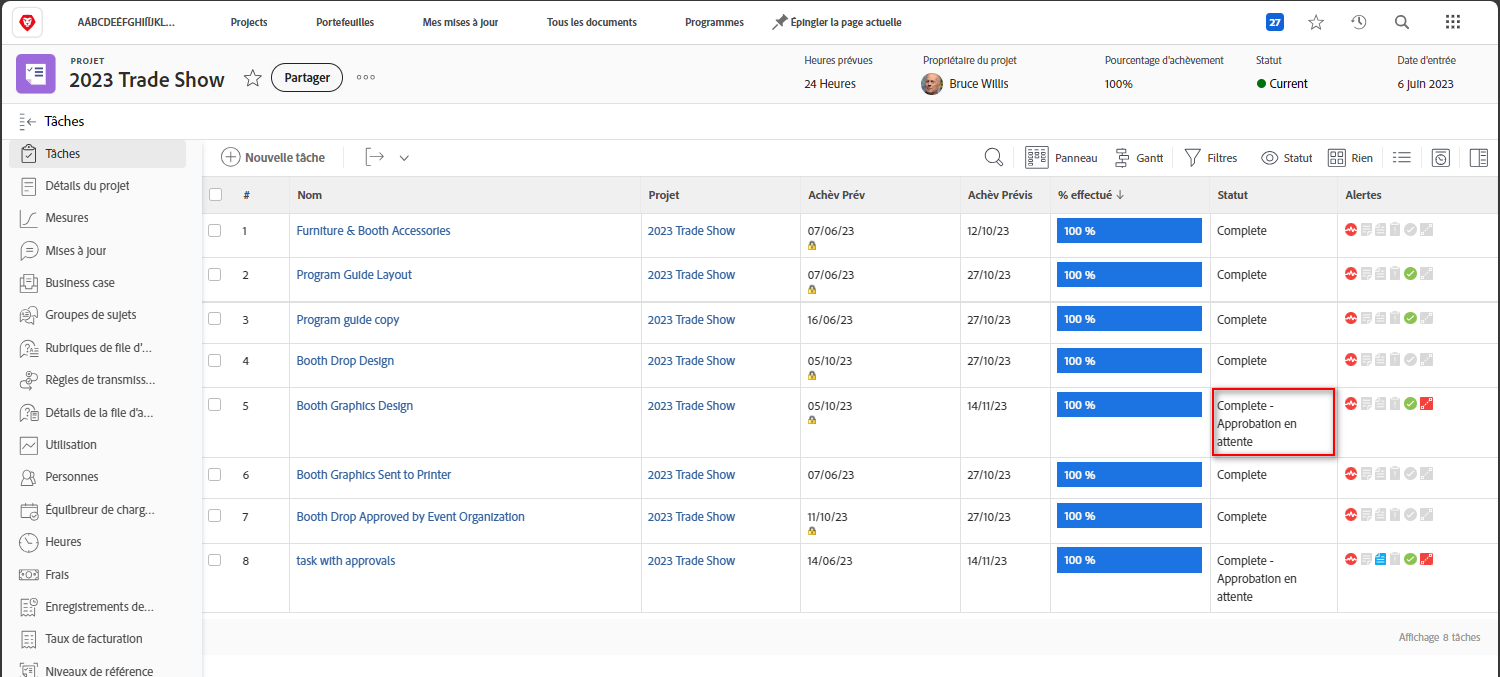 AÁBCDEÉFGHIÍÏJKL...
Projects
Portefeuilles
Mes mises à jour
Tous les documents
Programmes
Épingler la page actuelle
27
PROJET
2023 Trade Show
Partager
Heures prévues
24 Heures
Propriétaire du projet
Bruce Willis
Pourcentage d'achèvement
100%
Statut
Current
Date d'entrée
6 juin 2023
Tâches
Tâches
Détails du projet
Mesures
Mises à jour
Business case
Groupes de sujets
Rubriques de file d'...
Règles de transmiss...
Détails de la file d'a...
Utilisation
Personnes
Équilbreur de charg...
Heures
Frais
Enregistrements de...
Taux de facturation
Niveaux de référence
Nouvelle tâche
Panneau
Gantt
Filtres
Statut
Rien
# Nom Projet Achèv Prév Achèv Prévis % effectué Statut Alertes
1 Furniture & Booth Accessories 2023 Trade Show 07/06/23 12/10/23 100 % Complete
2 Program Guide Layout 2023 Trade Show 07/06/23 27/10/23 100 % Complete
3 Program guide copy 2023 Trade Show 16/06/23 27/10/23 100 % Complete
4 Booth Drop Design 2023 Trade Show 05/10/23 27/10/23 100 % Complete
5 Booth Graphics Design 2023 Trade Show 05/10/23 14/11/23 100 % Complete -
Approbation en
attente
6 Booth Graphics Sent to Printer 2023 Trade Show 07/06/23 27/10/23 100 % Complete
7 Booth Drop Approved by Event Organization 2023 Trade Show 11/10/23 27/10/23 100 % Complete
8 task with approvals 2023 Trade Show 14/06/23 14/11/23 100 % Complete -
Approbation en
attente
Affichage 8 tâches